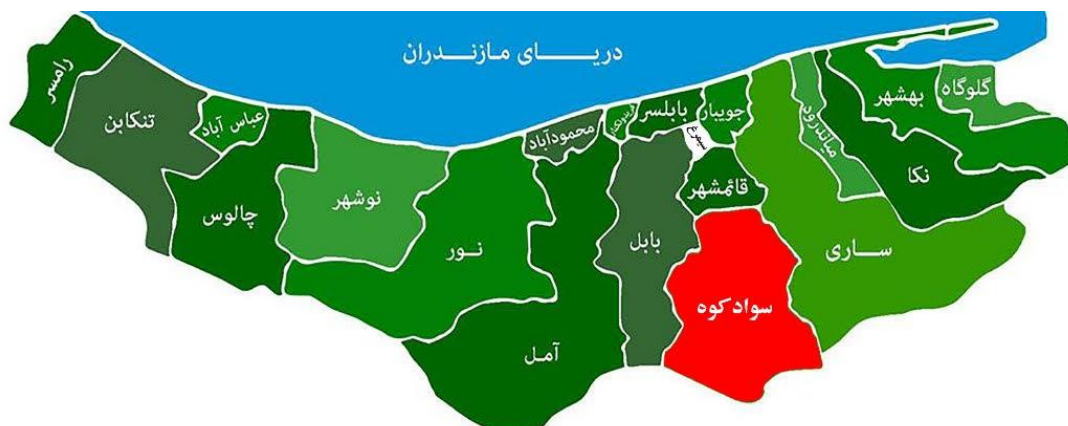 دریای مازندران
رامسر
تنکابن
عباس آباد
چالوس
نوشهر
نور
آمل
محمودآباد
فریدونکنار
بابلسر
بابل
جویبار
سیمرغ
قائمشهر
سوادکوه
ساری
میاندرود
نکا
بهشهر
گلوگاه